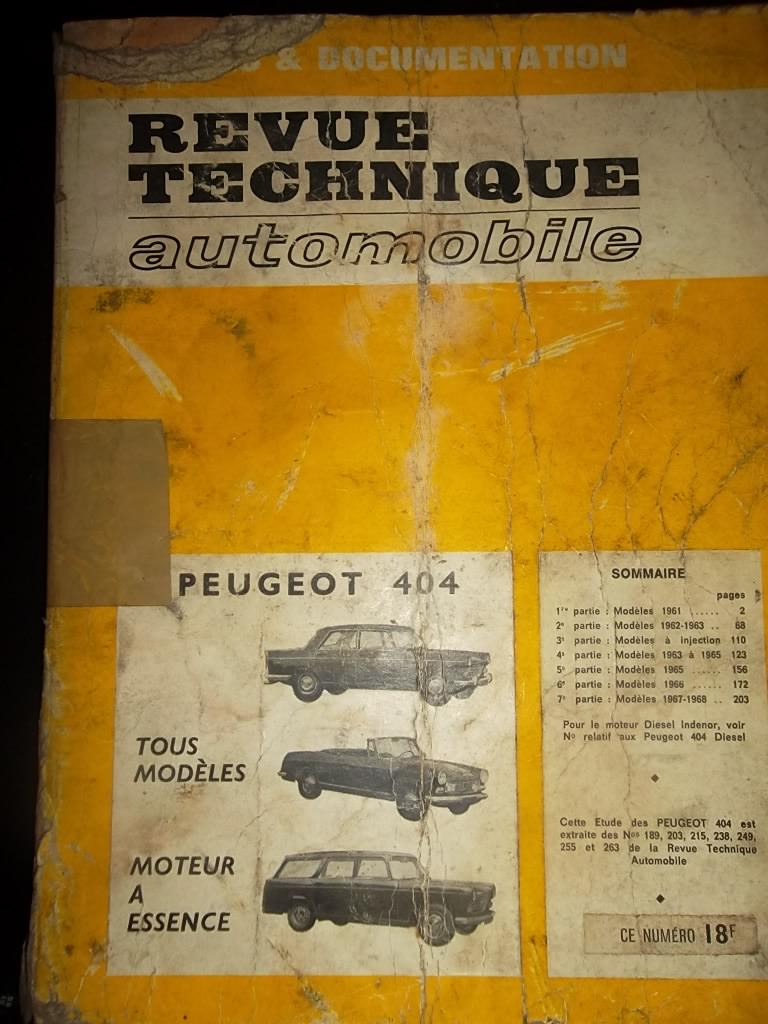 & DOCUMENTATION
REVUE
TECHNIQUE
automobile
PEUGEOT 404
TOUS
MODÈLES
MOTEUR
A
ESSENCE
SOMMAIRE
pages
1re partie : Modèles 1961 ...... 2
2e partie : Modèles 1962-1963 .. 68
3e partie : Modèles à injection 110
4e partie : Modèles 1963 à 1965 123
5e partie : Modèles 1965 ...... 156
6e partie : Modèles 1966 ...... 172
7e partie : Modèles 1967-1968 .. 203
Pour le moteur Diesel Indenor, voir
No relatif aux Peugeot 404 Diesel
Cette Etude des PEUGEOT 404 est
extraite des Nos 189, 203, 215, 238, 249,
255 et 263 de la Revue Technique
Automobile
CE NUMÉRO 18F